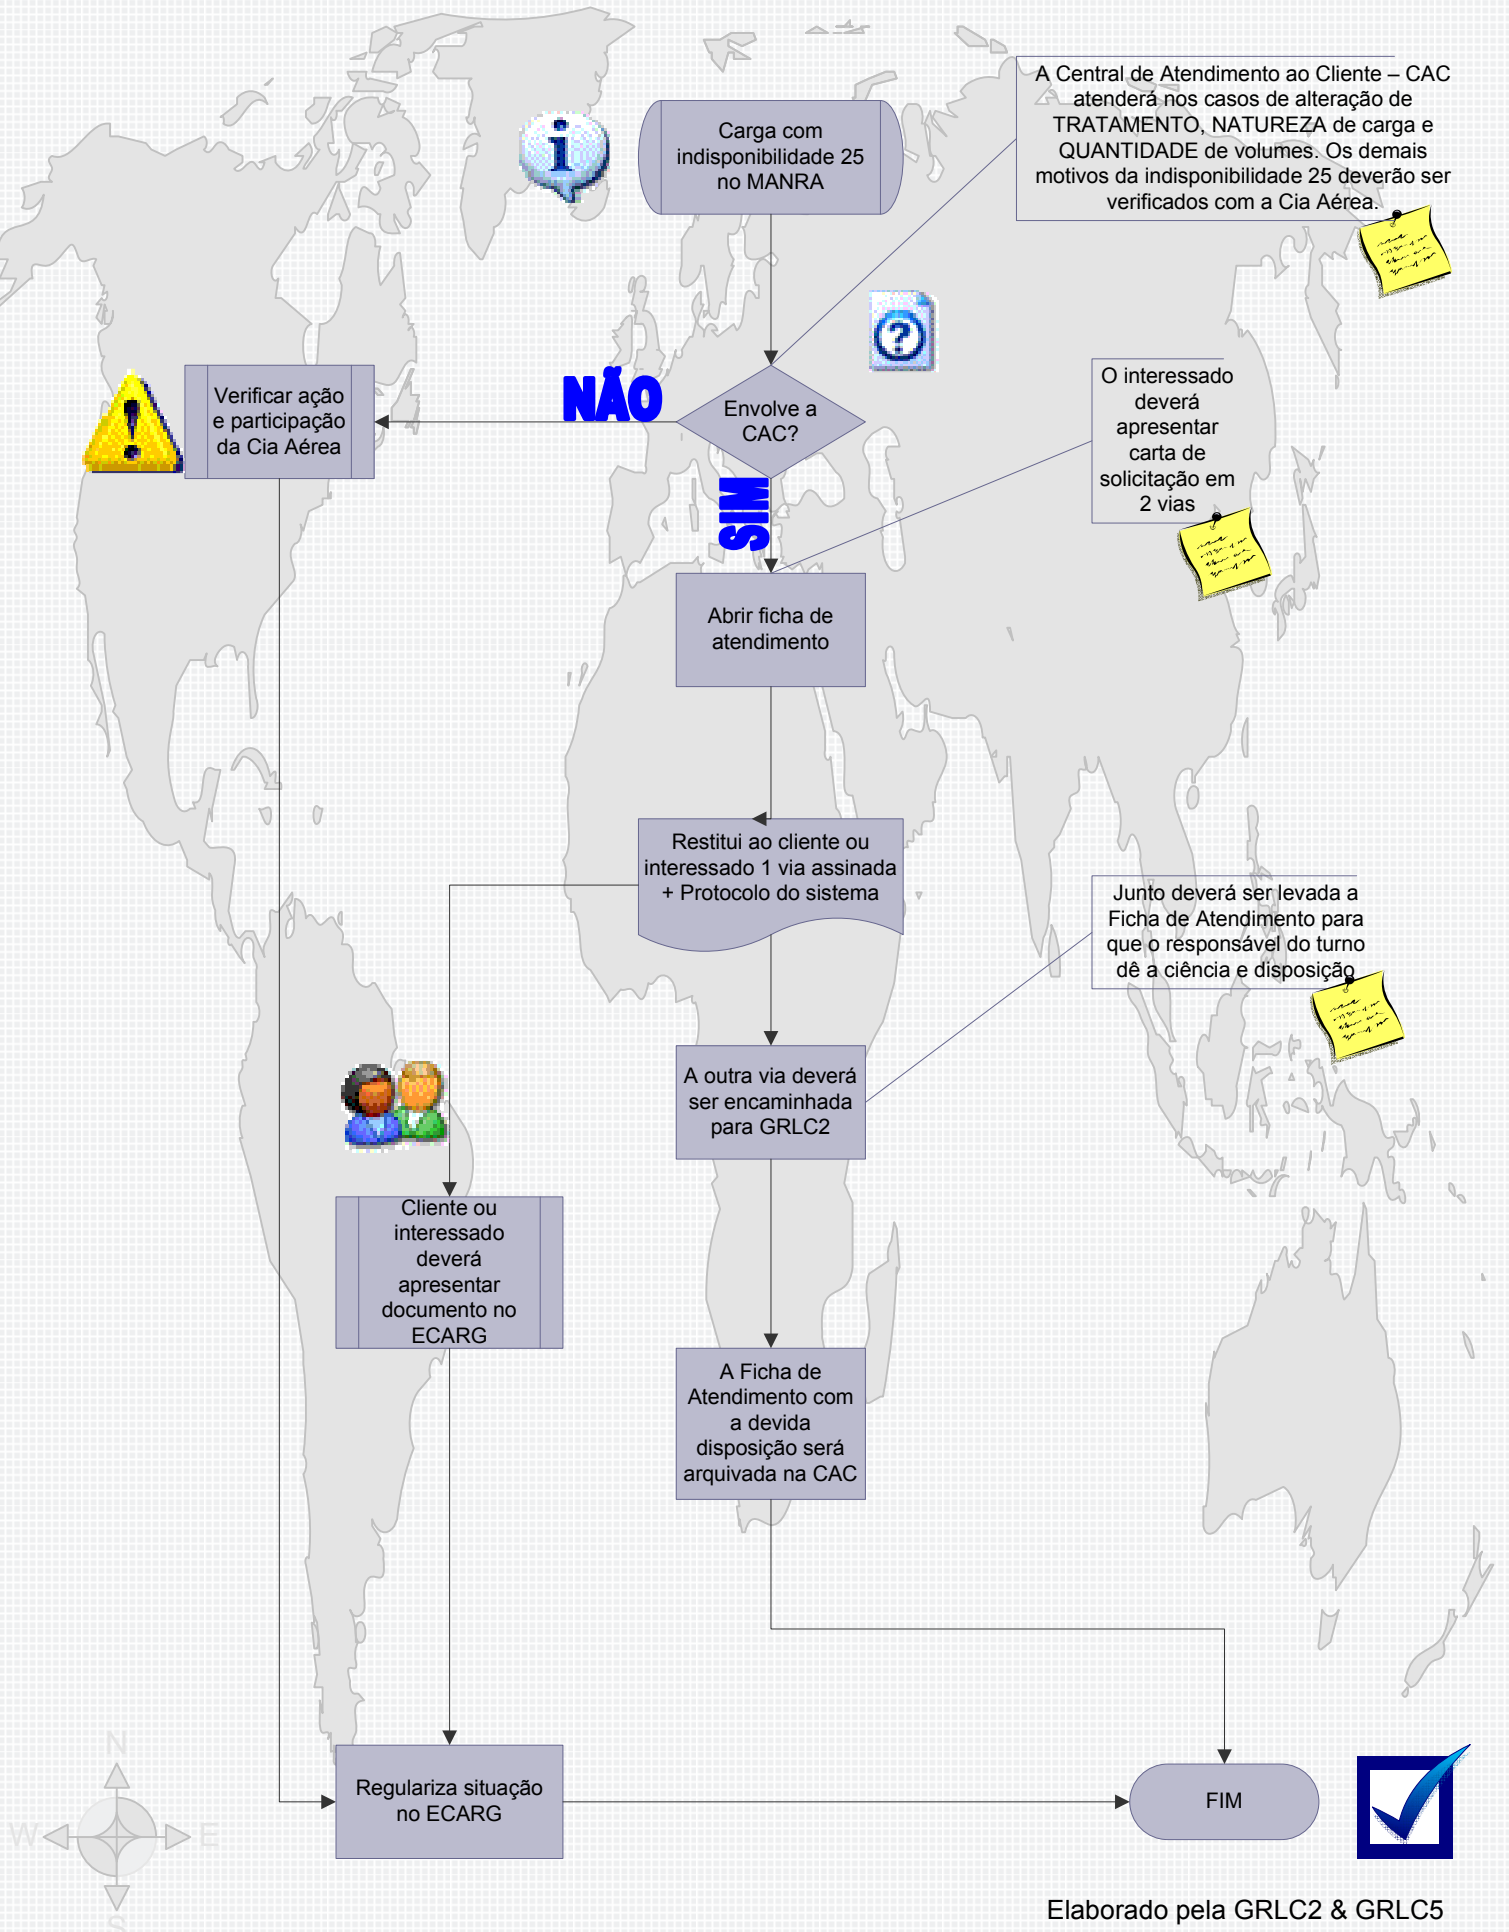 A Central de Atendimento ao Cliente – CAC
atenderá nos casos de alteração de
TRATAMENTO, NATUREZA de carga e
QUANTIDADE de volumes. Os demais
motivos da indisponibilidade 25 deverão ser
verificados com a Cia Aérea.
Carga com
indisponibilidade 25
no MANRA
Envolve a
CAC?
NÃO
Verificar ação
e participação
da Cia Aérea
SIM
O interessado
deverá
apresentar
carta de
solicitação em
2 vias
Abrir ficha de
atendimento
Restitui ao cliente ou
interessado 1 via assinada
+ Protocolo do sistema
Junto deverá ser levada a
Ficha de Atendimento para
que o responsável do turno
dê a ciência e disposição
A outra via deverá
ser encaminhada
para GRLC2
Cliente ou
interessado
deverá
apresentar
documento no
ECARG
A Ficha de
Atendimento com
a devida
disposição será
arquivada na CAC
Regulariza situação
no ECARG
FIM
N
W
E
S
Elaborado pela GRLC2 & GRLC5